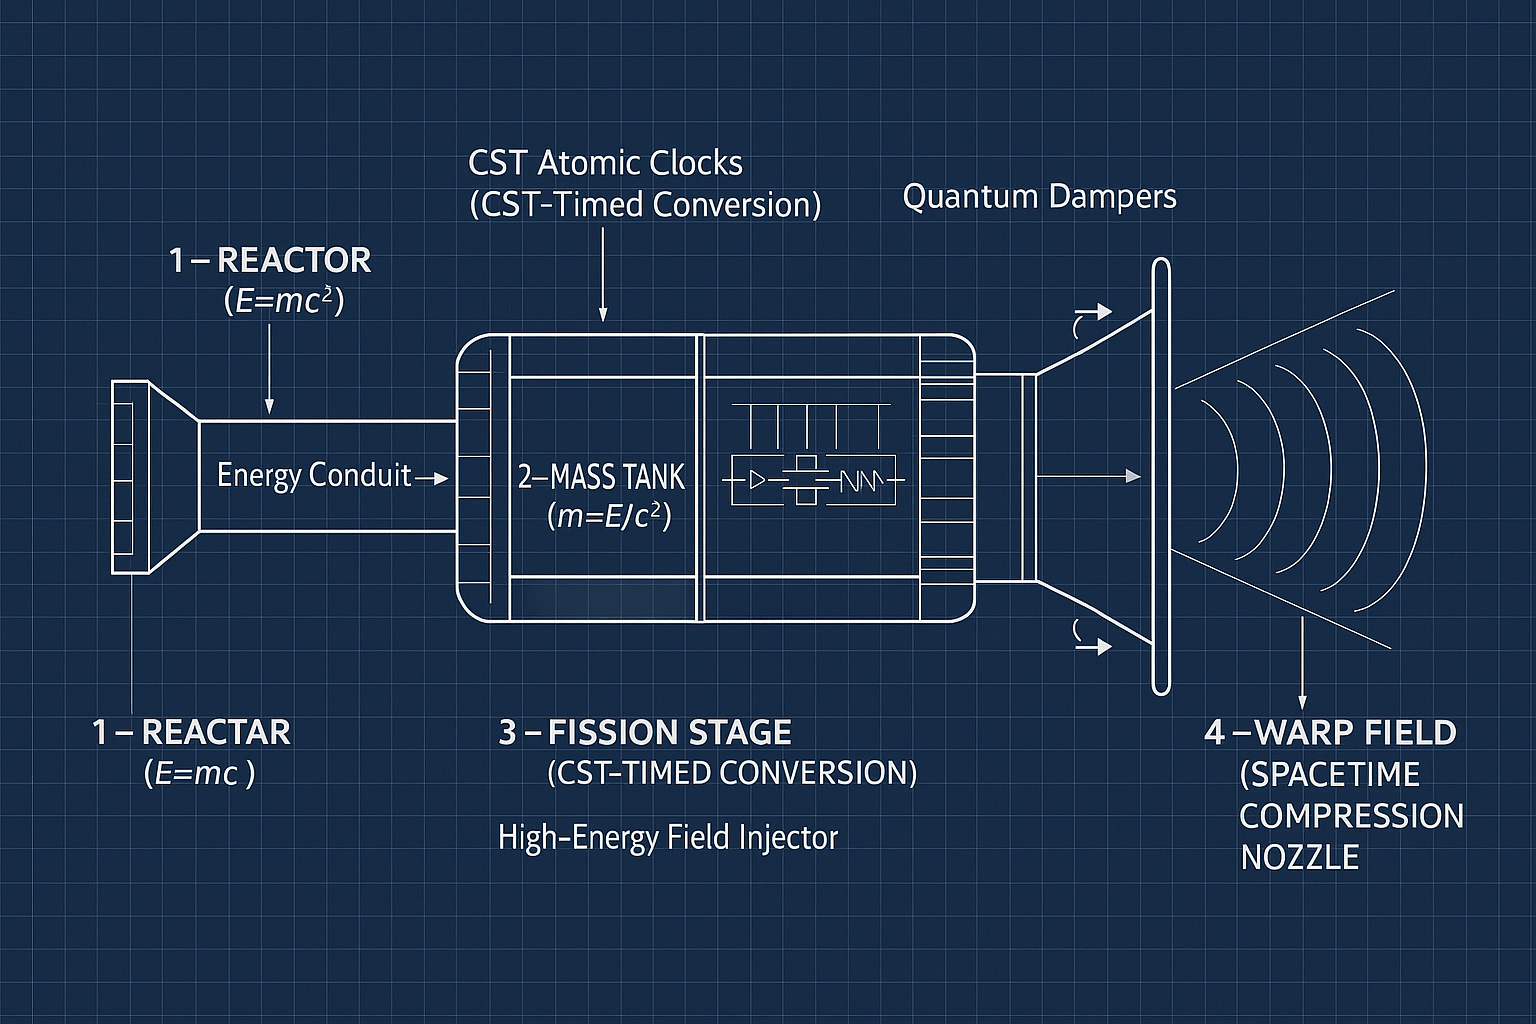 CST Atomic Clocks
(CST-Timed Conversion)
Quantum Dampers
1 – REACTOR
(E=mc²)
Energy Conduit
2–MASS TANK
(m=E/c²)
1 – REACTAR
(E=mc )
3 – FISSION STAGE
(CST-TIMED CONVERSION)
High-Energy Field Injector
4 – WARP FIELD
(SPACETIME
COMPRESSION
NOZZLE